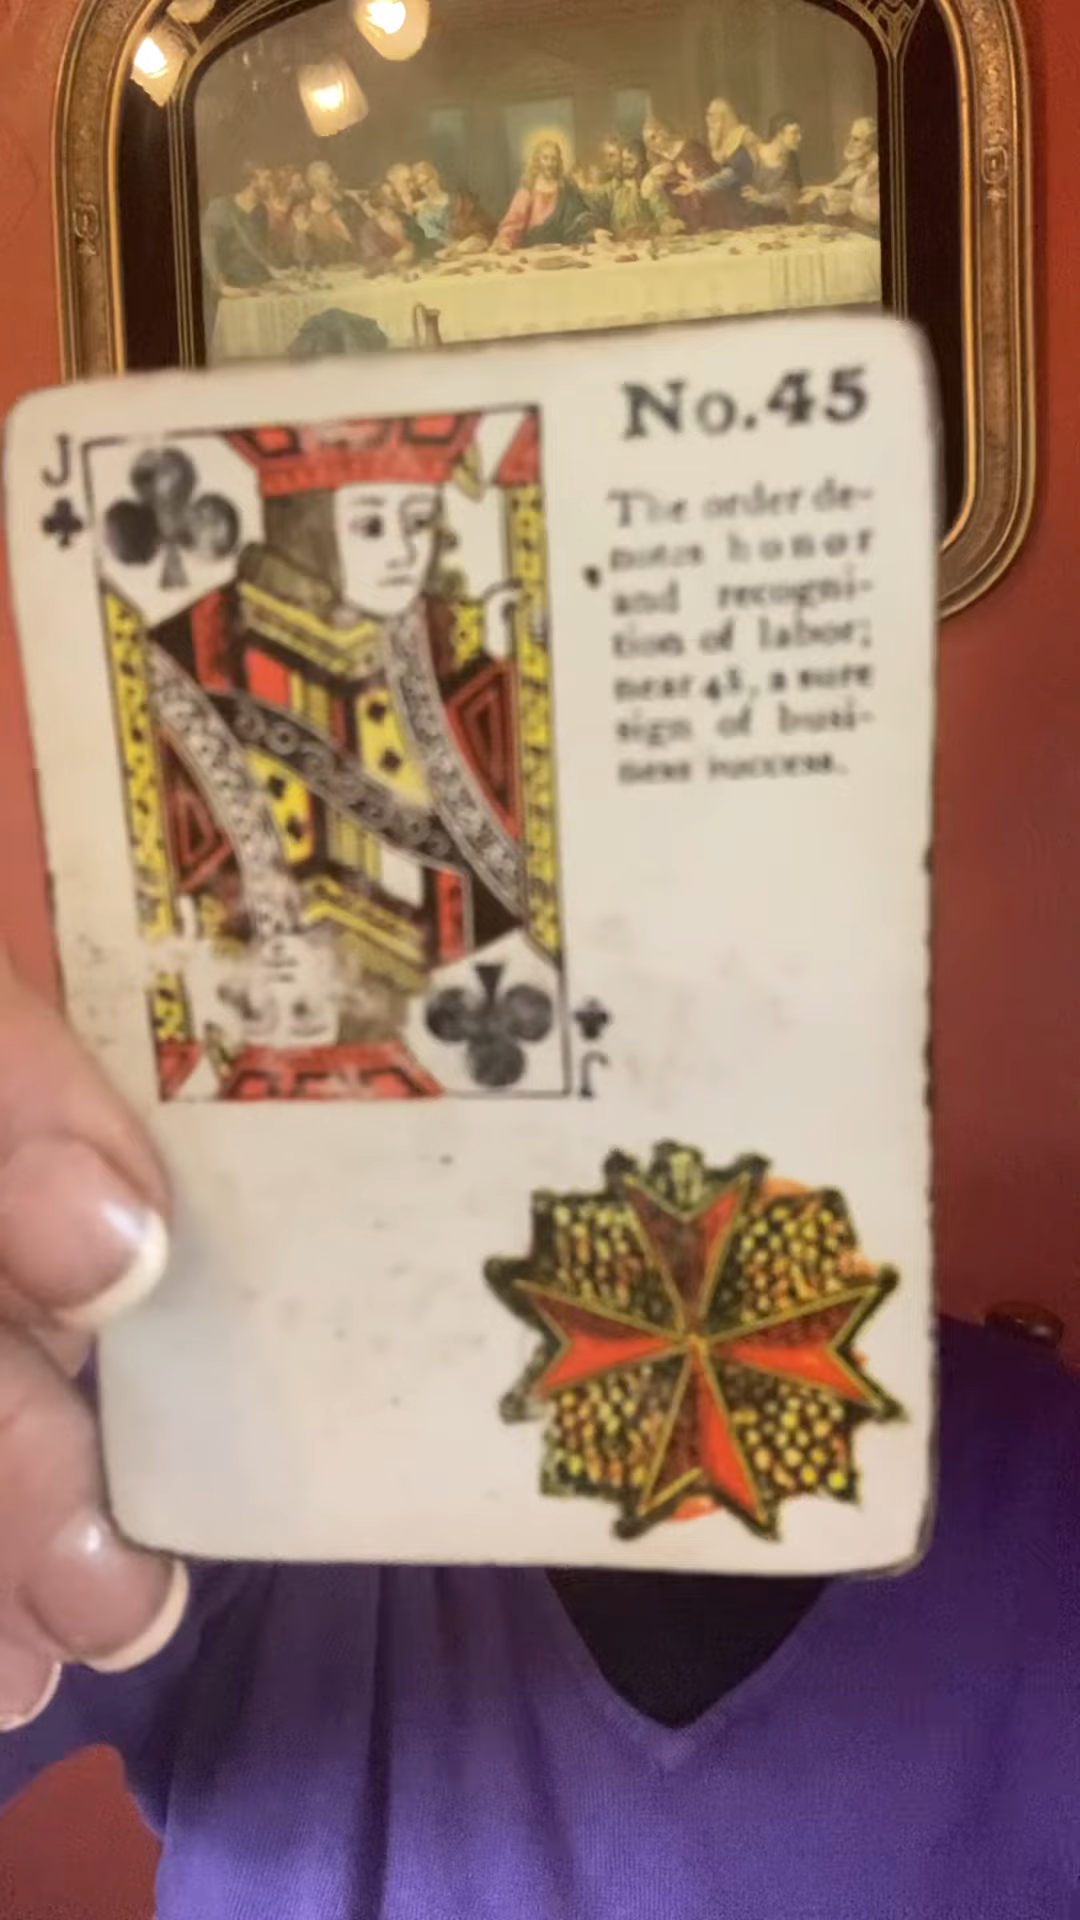 No.45
J
The order de-
notes honor
and recogni-
tion of labor;
near 48, a sure
sign of busi-
ness success.
J